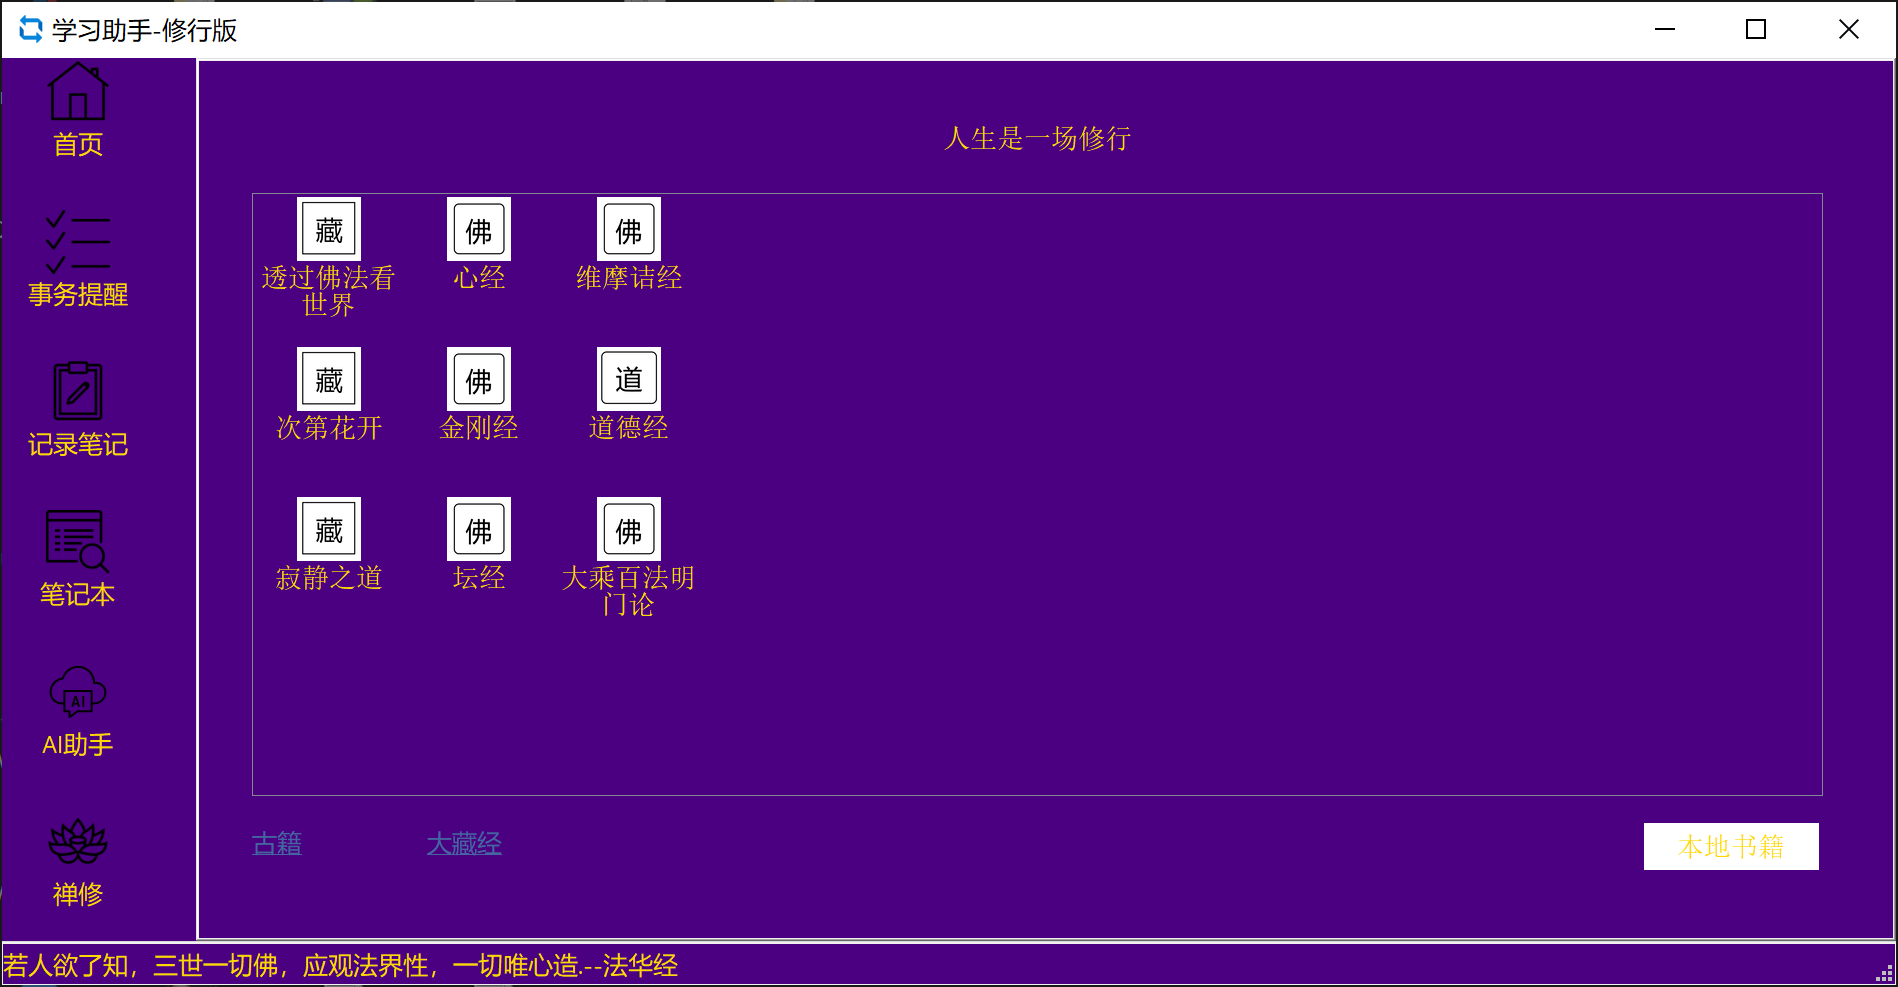 学习助手-修行版
首页
事务提醒
记录笔记
笔记本
AI
AI助手
禅修
人生是一场修行
藏
透过佛法看
世界
佛
心经
佛
维摩诘经
藏
次第花开
佛
金刚经
道
道德经
藏
寂静之道
佛
坛经
佛
大乘百法明
门论
古籍
大藏经
本地书籍
若人欲了知，三世一切佛，应观法界性，一切唯心造.--法华经